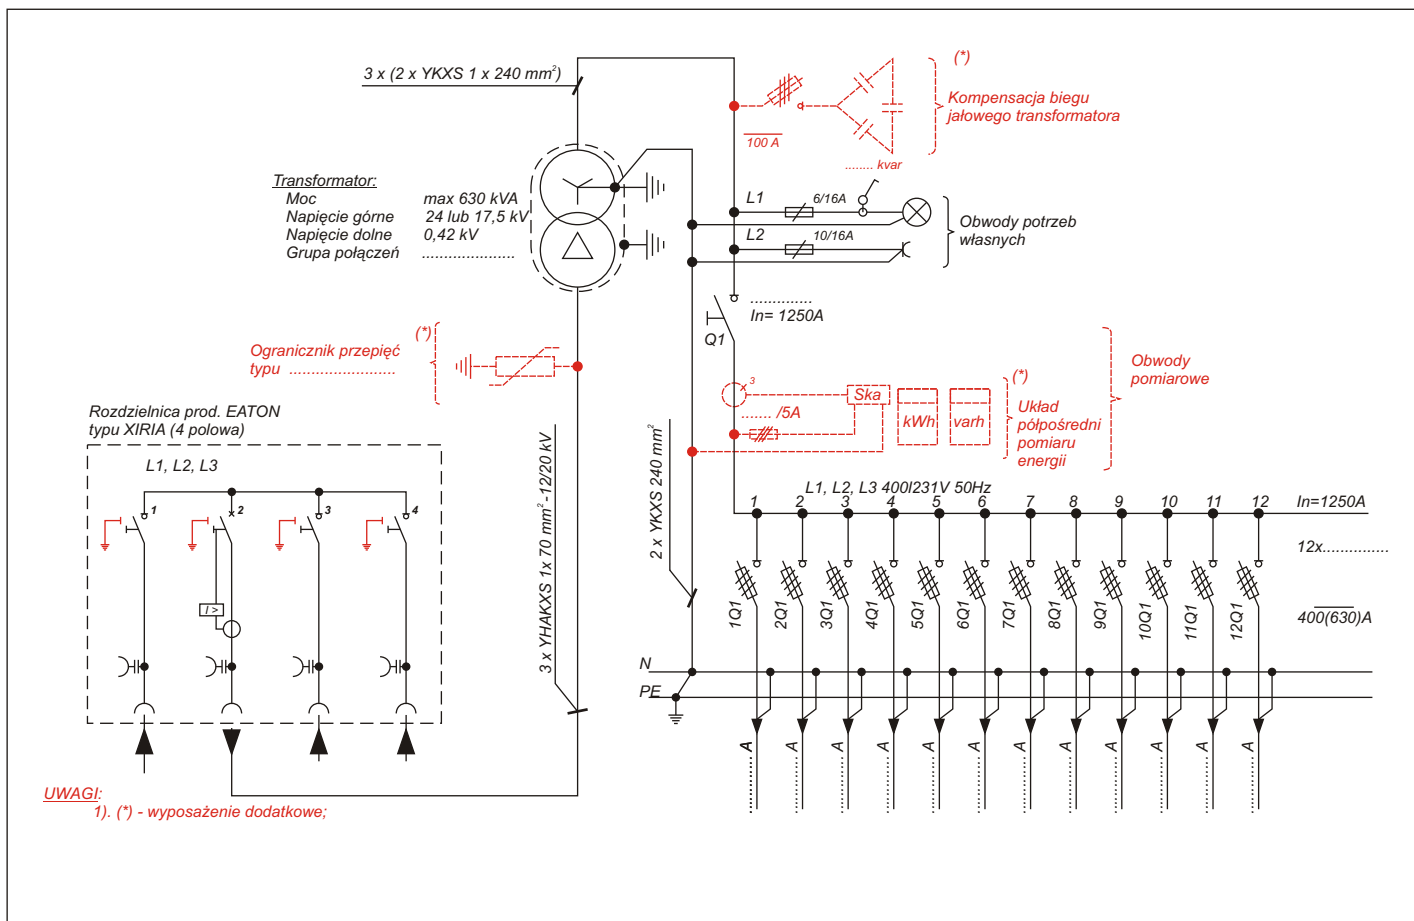 3 x (2 x YKXS 1 x 240 mm²)
(*)
Kompensacja biegu
jałowego transformatora
100 A
........ kvar
Transformator:
Moc max 630 kVA
Napięcie górne 24 lub 17,5 kV
Napięcie dolne 0,42 kV
Grupa połączeń ......................
L1 6/16A
L2 10/16A
Obwody potrzeb
własnych
..............
In= 1250A
Q1
(*)
Ogranicznik przepięć
typu .......................
Obwody
pomiarowe
(*)
3
Ska
....... /5A
kWh
varh
Układ
półpośredni
pomiaru
energii
Rozdzielnica prod. EATON
typu XIRIA (4 polowa)
L1, L2, L3
1 2 3 4
I >
3 x YHAKXS 1x 70 mm²-12/20 kV
2 x YKXS 240 mm²
L1, L2, L3 400I231V 50Hz
1 2 3 4 5 6 7 8 9 10 11 12
In=1250A
12x...............
400(630)A
1Q1 2Q1 3Q1 4Q1 5Q1 6Q1 7Q1 8Q1 9Q1 10Q1 11Q1 12Q1
N
PE
............ A ............ A ............ A ............ A ............ A ............ A ............ A ............ A ............ A ............ A ............ A ............ A
UWAGI:
1). (*) - wyposażenie dodatkowe;